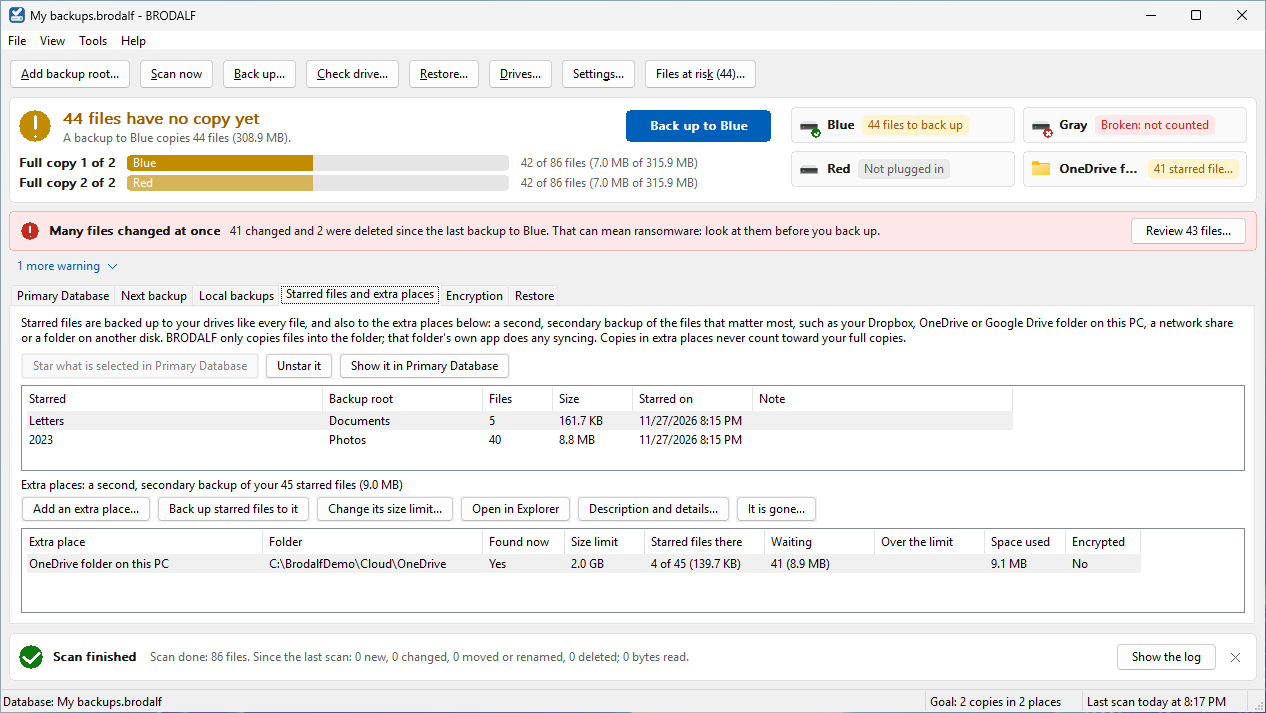 My backups.brodalf - BRODALF
File View Tools Help
Add backup root... Scan now Back up... Check drive... Restore... Drives... Settings... Files at risk (44)...
44 files have no copy yet
A backup to Blue copies 44 files (308.9 MB).
Back up to Blue
Full copy 1 of 2 Blue 42 of 86 files (7.0 MB of 315.9 MB)
Full copy 2 of 2 Red 42 of 86 files (7.0 MB of 315.9 MB)
Blue 44 files to back up
Gray Broken: not counted
Red Not plugged in
OneDrive f... 41 starred file...
Many files changed at once 41 changed and 2 were deleted since the last backup to Blue. That can mean ransomware: look at them before you back up. Review 43 files...
1 more warning
Primary Database Next backup Local backups Starred files and extra places Encryption Restore
Starred files are backed up to your drives like every file, and also to the extra places below: a second, secondary backup of the files that matter most, such as your Dropbox, OneDrive or Google Drive folder on this PC, a network share
or a folder on another disk. BRODALF only copies files into the folder; that folder's own app does any syncing. Copies in extra places never count toward your full copies.
Star what is selected in Primary Database Unstar it Show it in Primary Database
Starred Backup root Files Size Starred on Note
Letters Documents 5 161.7 KB 11/27/2026 8:15 PM
2023 Photos 40 8.8 MB 11/27/2026 8:15 PM
Extra places: a second, secondary backup of your 45 starred files (9.0 MB)
Add an extra place... Back up starred files to it Change its size limit... Open in Explorer Description and details... It is gone...
Extra place Folder Found now Size limit Starred files there Waiting Over the limit Space used Encrypted
OneDrive folder on this PC C:\BrodalfDemo\Cloud\OneDrive Yes 2.0 GB 4 of 45 (139.7 KB) 41 (8.9 MB) 9.1 MB No
Scan finished Scan done: 86 files. Since the last scan: 0 new, 0 changed, 0 moved or renamed, 0 deleted; 0 bytes read. Show the log
Database: My backups.brodalf Goal: 2 copies in 2 places Last scan today at 8:17 PM